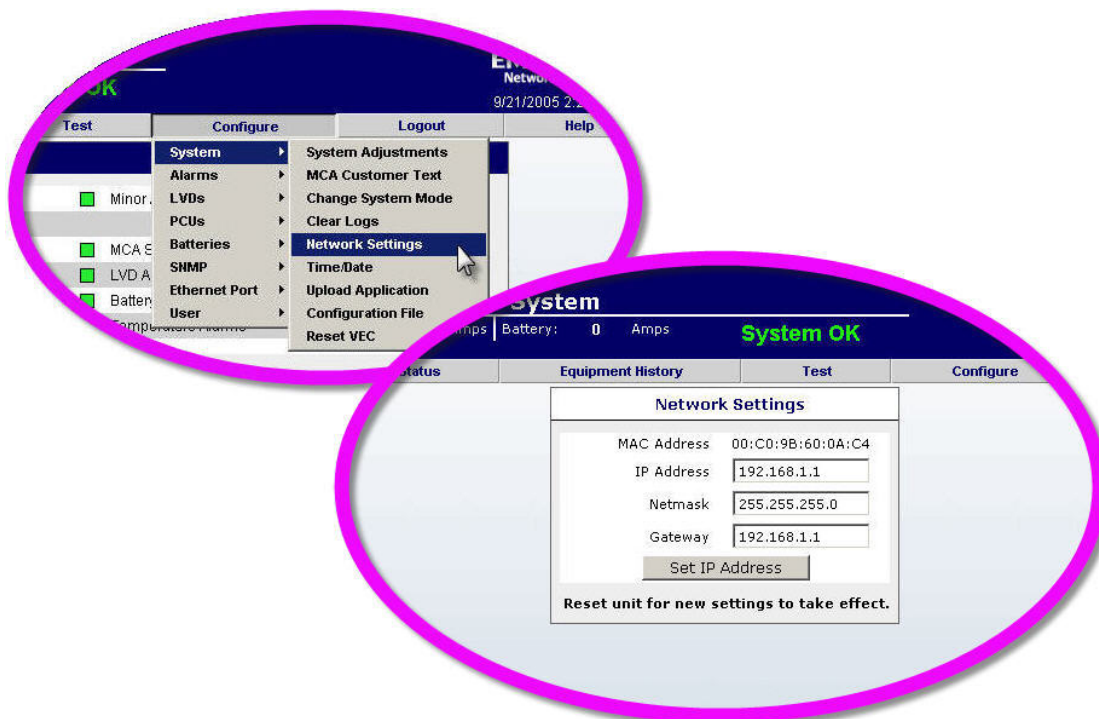 OK
Netwo
9/21/2005 2:2
Test Configure Logout Help
System System Adjustments
Alarms MCA Customer Text
Minor LVDs Change System Mode
PCUs Clear Logs
MCA S Batteries Network Settings
LVD A SNMP Time/Date
Battery Ethernet Port Upload Application
User Configuration File
Reset VEC
System
Amps Battery: 0 Amps System OK
Status Equipment History Test Configure
Network Settings
MAC Address 00:C0:9B:60:0A:C4
IP Address 192.168.1.1
Netmask 255.255.255.0
Gateway 192.168.1.1
Set IP Address
Reset unit for new settings to take effect.